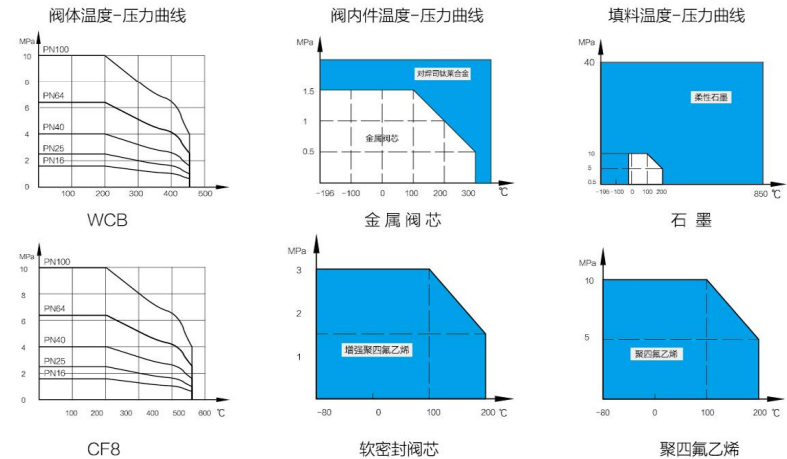 阀体温度-压力曲线
阀内件温度-压力曲线
填料温度-压力曲线
MPa
PN100
PN64
PN40
PN25
PN16
10
8
6
4
2
0
100 200 300 400 500 ℃
WCB
MPa
对焊司钛莱合金
金属阀芯
1.5
1
0.5
-196 -100 0 100 200 300 ℃
金属阀芯
MPa
40
柔性石墨
10
5
0.5
-196 -100 0 100 200 850 ℃
石墨
MPa
PN100
PN64
PN40
PN25
PN16
10
8
6
4
2
0
100 200 300 400 500 600 ℃
CF8
MPa
3
2
1
增强聚四氟乙烯
-80 0 100 200 ℃
软密封阀芯
MPa
10
5
聚四氟乙烯
-80 0 100 200 ℃
聚四氟乙烯